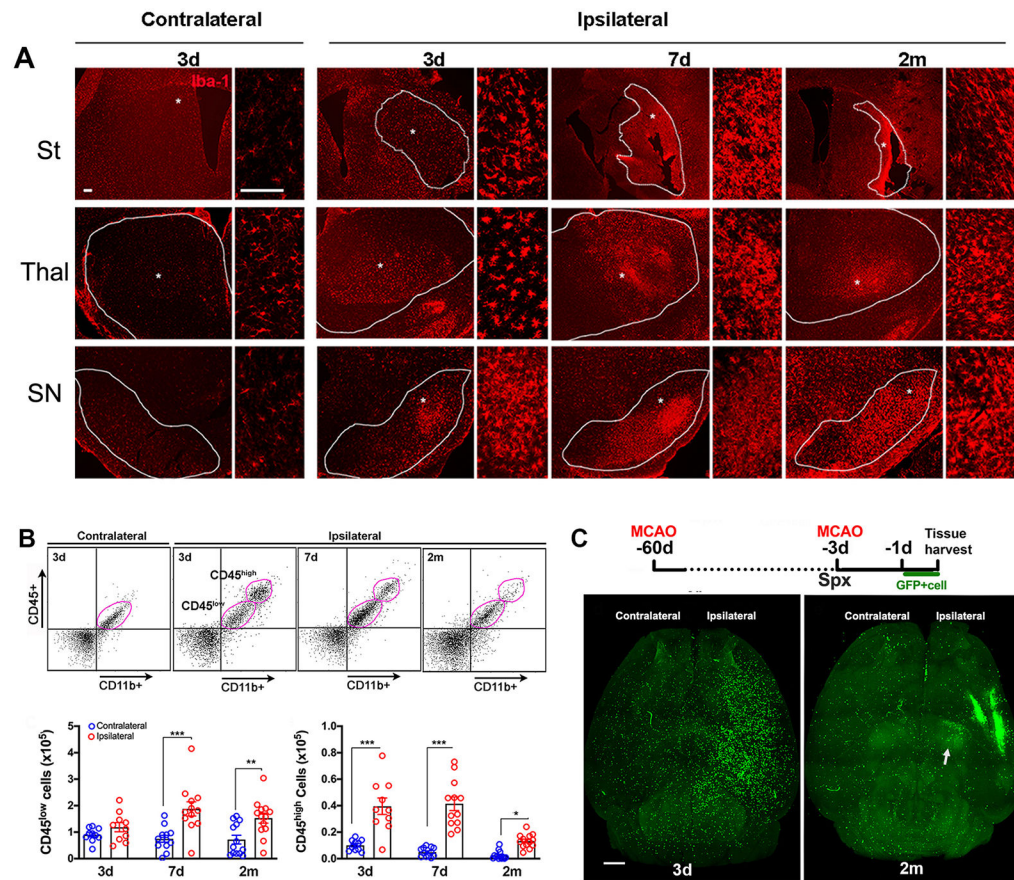 Contralateral Ipsilateral
A 3d 3d 7d 2m
Iba-1
*
St
* *
*
Thal
*
*
*
*
SN
* * *
B
Contralateral Ipsilateral
3d 3d 7d 2m
CD45high
CD45low
CD45+
CD11b+ CD11b+ CD11b+ CD11b+
Contralateral
Ipsilateral
CD45low cells (x10⁵)
5
4
3
2
1
0
*** **
3d 7d 2m
CD45high Cells (x10⁵)
1.0
0.8
0.6
0.4
0.2
0.0
*** *** *
3d 7d 2m
C
MCAO MCAO Tissue
-60d -3d -1d harvest
Spx GFP+cell
Contralateral Ipsilateral Contralateral Ipsilateral
3d 2m